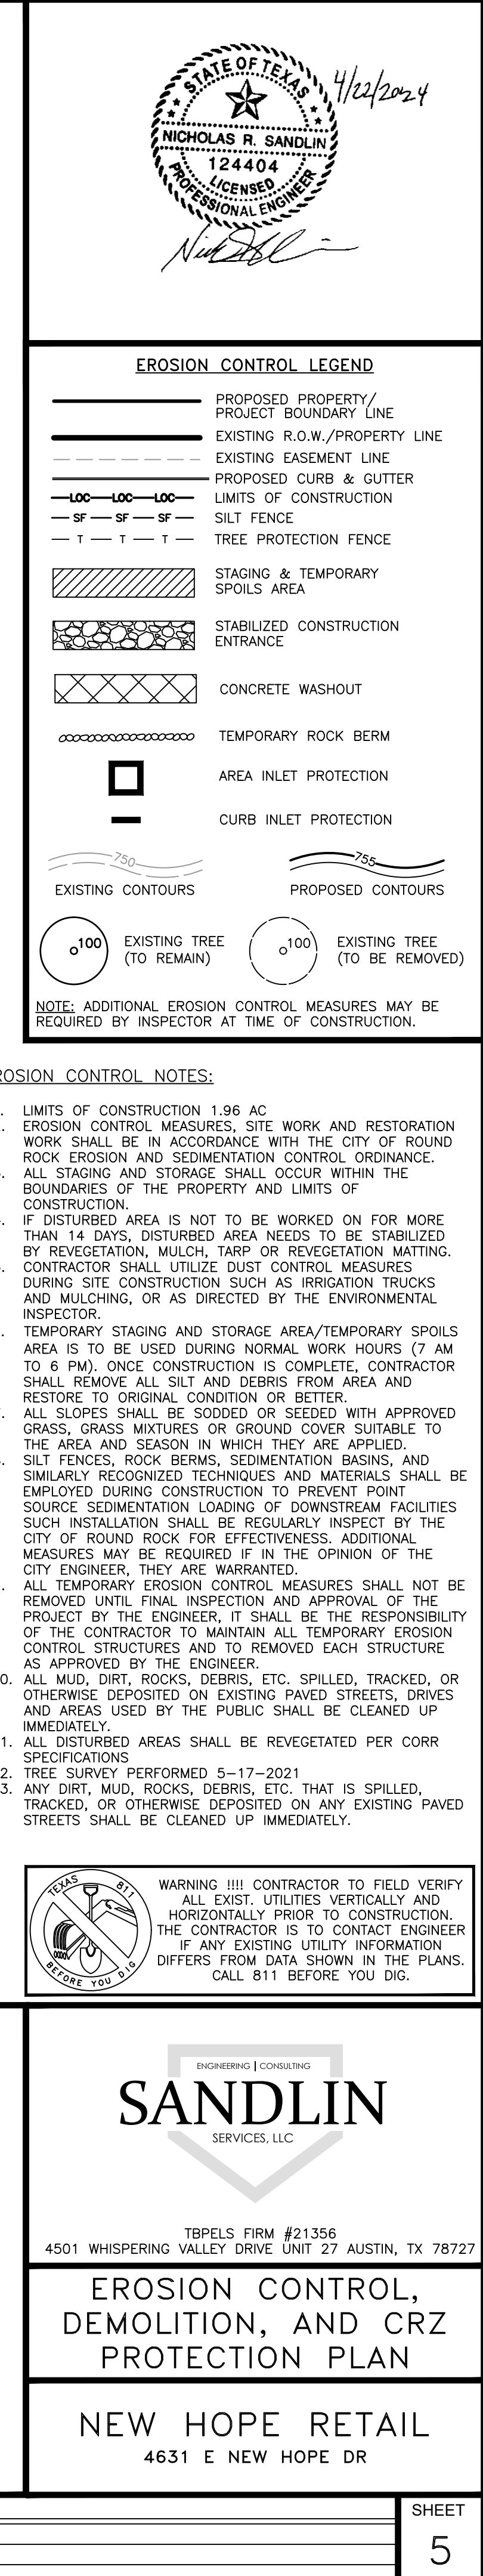 STATE OF TEXAS
NICHOLAS R. SANDLIN
124404
LICENSED
PROFESSIONAL ENGINEER
4/22/2024
EROSION CONTROL LEGEND
PROPOSED PROPERTY/
PROJECT BOUNDARY LINE
EXISTING R.O.W./PROPERTY LINE
EXISTING EASEMENT LINE
PROPOSED CURB & GUTTER
LOC LOC LOC LIMITS OF CONSTRUCTION
SF SF SF SILT FENCE
T T T TREE PROTECTION FENCE
STAGING & TEMPORARY
SPOILS AREA
STABILIZED CONSTRUCTION
ENTRANCE
CONCRETE WASHOUT
TEMPORARY ROCK BERM
AREA INLET PROTECTION
CURB INLET PROTECTION
750 755
EXISTING CONTOURS PROPOSED CONTOURS
100 EXISTING TREE
(TO REMAIN)
100 EXISTING TREE
(TO BE REMOVED)
NOTE: ADDITIONAL EROSION CONTROL MEASURES MAY BE
REQUIRED BY INSPECTOR AT TIME OF CONSTRUCTION.
ROSION CONTROL NOTES:
. LIMITS OF CONSTRUCTION 1.96 AC
. EROSION CONTROL MEASURES, SITE WORK AND RESTORATION
WORK SHALL BE IN ACCORDANCE WITH THE CITY OF ROUND
ROCK EROSION AND SEDIMENTATION CONTROL ORDINANCE.
. ALL STAGING AND STORAGE SHALL OCCUR WITHIN THE
BOUNDARIES OF THE PROPERTY AND LIMITS OF
CONSTRUCTION.
. IF DISTURBED AREA IS NOT TO BE WORKED ON FOR MORE
THAN 14 DAYS, DISTURBED AREA NEEDS TO BE STABILIZED
BY REVEGETATION, MULCH, TARP OR REVEGETATION MATTING.
. CONTRACTOR SHALL UTILIZE DUST CONTROL MEASURES
DURING SITE CONSTRUCTION SUCH AS IRRIGATION TRUCKS
AND MULCHING, OR AS DIRECTED BY THE ENVIRONMENTAL
INSPECTOR.
. TEMPORARY STAGING AND STORAGE AREA/TEMPORARY SPOILS
AREA IS TO BE USED DURING NORMAL WORK HOURS (7 AM
TO 6 PM). ONCE CONSTRUCTION IS COMPLETE, CONTRACTOR
SHALL REMOVE ALL SILT AND DEBRIS FROM AREA AND
RESTORE TO ORIGINAL CONDITION OR BETTER.
. ALL SLOPES SHALL BE SODDED OR SEEDED WITH APPROVED
GRASS, GRASS MIXTURES OR GROUND COVER SUITABLE TO
THE AREA AND SEASON IN WHICH THEY ARE APPLIED.
. SILT FENCES, ROCK BERMS, SEDIMENTATION BASINS, AND
SIMILARLY RECOGNIZED TECHNIQUES AND MATERIALS SHALL BE
EMPLOYED DURING CONSTRUCTION TO PREVENT POINT
SOURCE SEDIMENTATION LOADING OF DOWNSTREAM FACILITIES
SUCH INSTALLATION SHALL BE REGULARLY INSPECT BY THE
CITY OF ROUND ROCK FOR EFFECTIVENESS. ADDITIONAL
MEASURES MAY BE REQUIRED IF IN THE OPINION OF THE
CITY ENGINEER, THEY ARE WARRANTED.
. ALL TEMPORARY EROSION CONTROL MEASURES SHALL NOT BE
REMOVED UNTIL FINAL INSPECTION AND APPROVAL OF THE
PROJECT BY THE ENGINEER, IT SHALL BE THE RESPONSIBILITY
OF THE CONTRACTOR TO MAINTAIN ALL TEMPORARY EROSION
CONTROL STRUCTURES AND TO REMOVED EACH STRUCTURE
AS APPROVED BY THE ENGINEER.
0. ALL MUD, DIRT, ROCKS, DEBRIS, ETC. SPILLED, TRACKED, OR
OTHERWISE DEPOSITED ON EXISTING PAVED STREETS, DRIVES
AND AREAS USED BY THE PUBLIC SHALL BE CLEANED UP
IMMEDIATELY.
1. ALL DISTURBED AREAS SHALL BE REVEGETATED PER CORR
SPECIFICATIONS
2. TREE SURVEY PERFORMED 5-17-2021
3. ANY DIRT, MUD, ROCKS, DEBRIS, ETC. THAT IS SPILLED,
TRACKED, OR OTHERWISE DEPOSITED ON ANY EXISTING PAVED
STREETS SHALL BE CLEANED UP IMMEDIATELY.
TEXAS 811
BEFORE YOU DIG
WARNING !!!! CONTRACTOR TO FIELD VERIFY
ALL EXIST. UTILITIES VERTICALLY AND
HORIZONTALLY PRIOR TO CONSTRUCTION.
THE CONTRACTOR IS TO CONTACT ENGINEER
IF ANY EXISTING UTILITY INFORMATION
DIFFERS FROM DATA SHOWN IN THE PLANS.
CALL 811 BEFORE YOU DIG.
ENGINEERING | CONSULTING
SANDLIN
SERVICES, LLC
TBPELS FIRM #21356
4501 WHISPERING VALLEY DRIVE UNIT 27 AUSTIN, TX 78727
EROSION CONTROL,
DEMOLITION, AND CRZ
PROTECTION PLAN
NEW HOPE RETAIL
4631 E NEW HOPE DR
SHEET
5